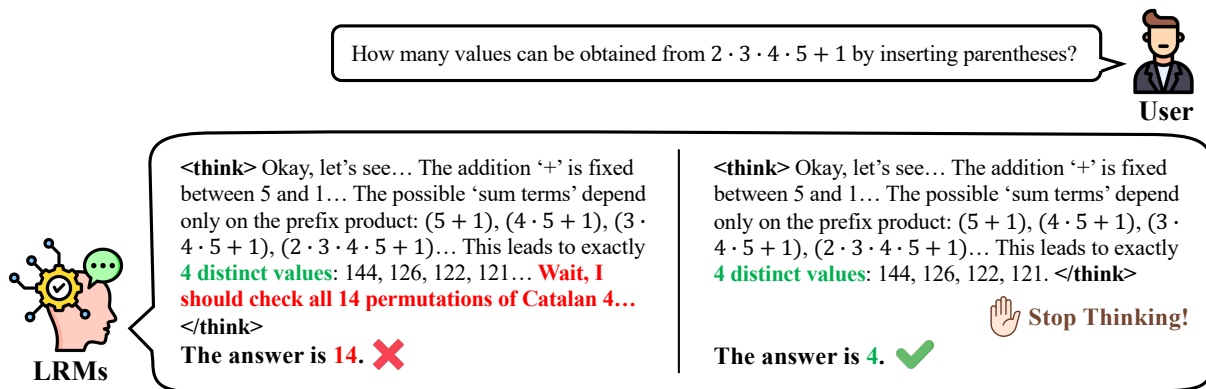 How many values can be obtained from 2 · 3 · 4 · 5 + 1 by inserting parentheses?
User
<think> Okay, let's see… The addition '+' is fixed
between 5 and 1… The possible 'sum terms' depend
only on the prefix product: (5 + 1), (4 · 5 + 1), (3 ·
4 · 5 + 1), (2 · 3 · 4 · 5 + 1)… This leads to exactly
4 distinct values: 144, 126, 122, 121… Wait, I
should check all 14 permutations of Catalan 4…
</think>
The answer is 14.
<think> Okay, let's see… The addition '+' is fixed
between 5 and 1… The possible 'sum terms' depend
only on the prefix product: (5 + 1), (4 · 5 + 1), (3 ·
4 · 5 + 1), (2 · 3 · 4 · 5 + 1)… This leads to exactly
4 distinct values: 144, 126, 122, 121. </think>
Stop Thinking!
The answer is 4.
LRMs